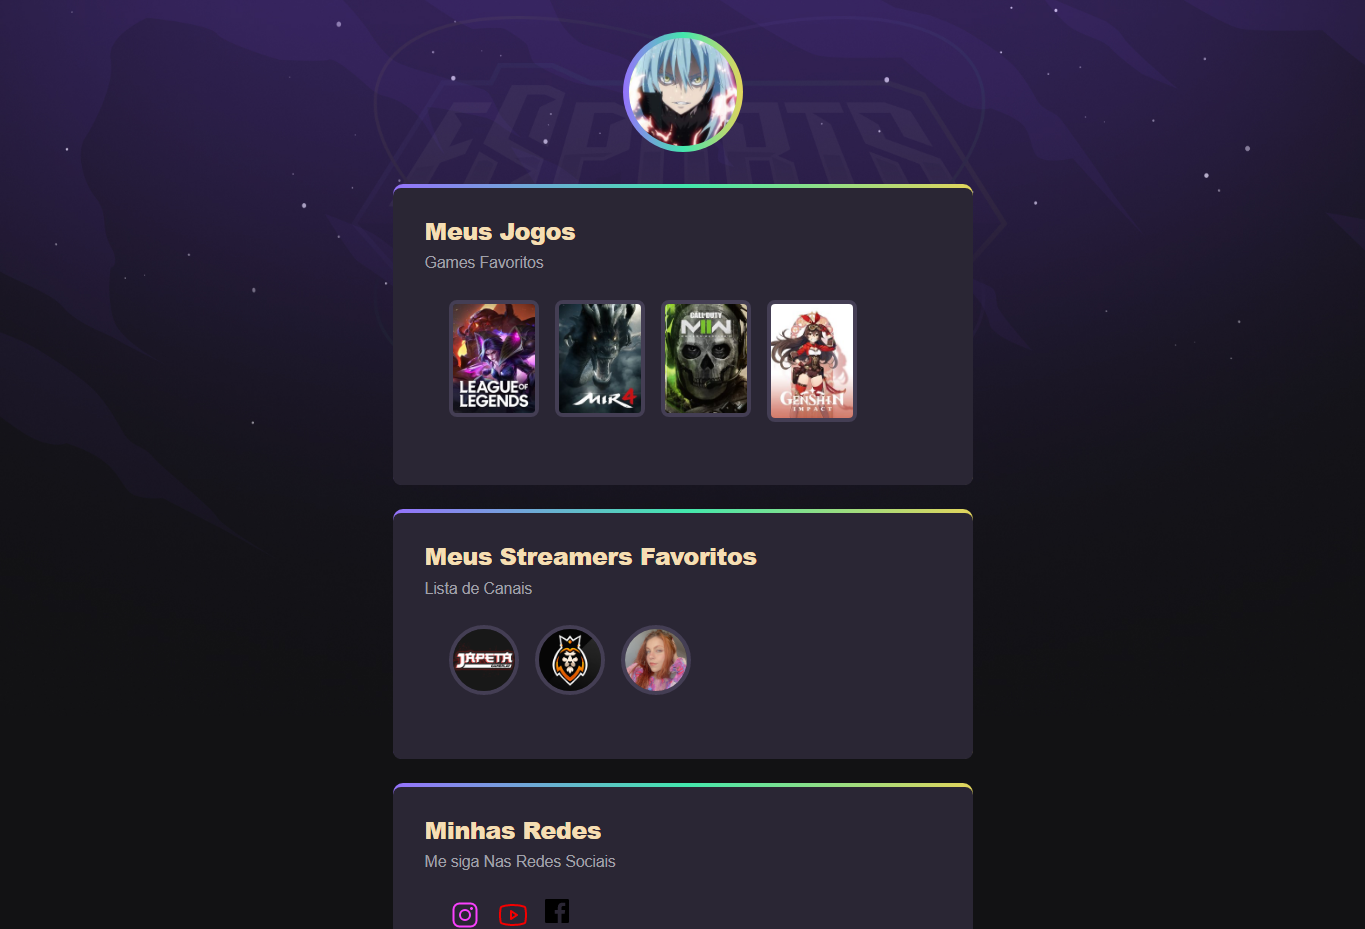 ESPORTS
Meus Jogos
Games Favoritos
LEAGUE OF
LEGENDS
MIR4
CALL OF DUTY
MWII
GENSHIN
IMPACT
Meus Streamers Favoritos
Lista de Canais
JAPETA
Minhas Redes
Me siga Nas Redes Sociais